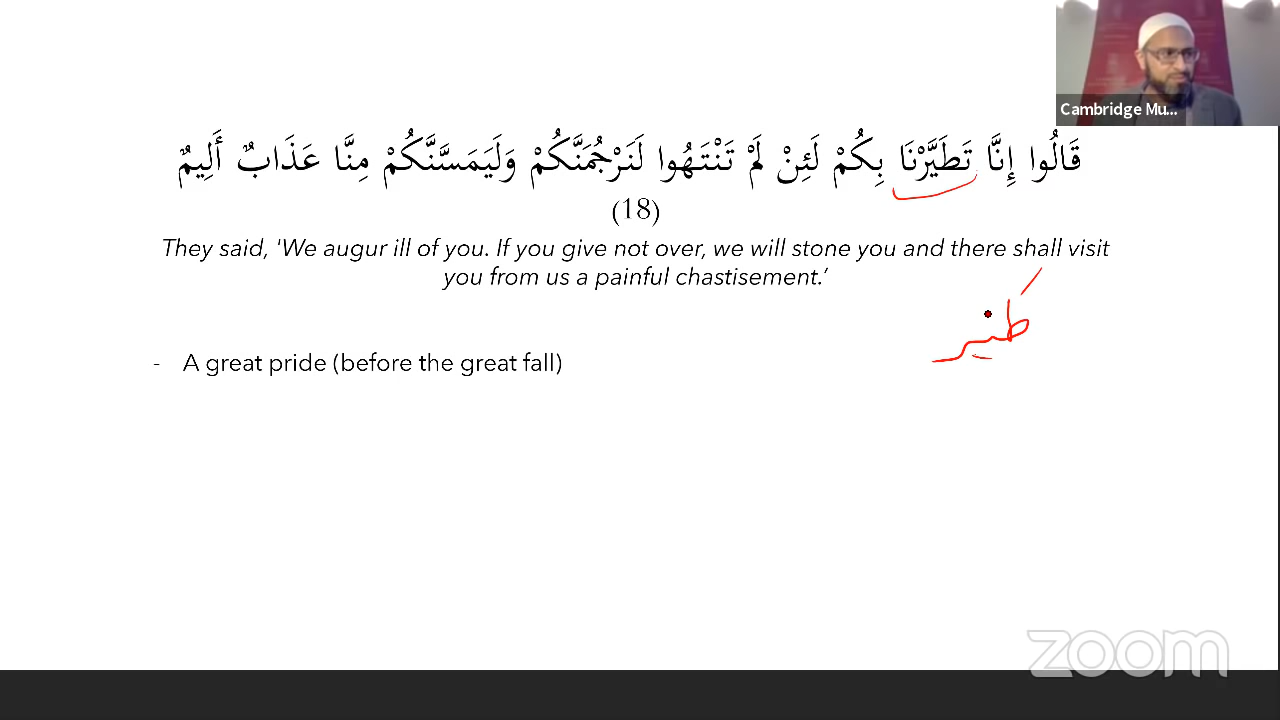 Cambridge Mu...
قَالُوا إِنَّا تَطَيَّرْنَا بِكُمْ لَئِنْ لَمْ تَنْتَهُوا لَنَرْجُمَنَّكُمْ وَلَيَمَسَّنَّكُمْ مِنَّا عَذَابٌ أَلِيمٌ
(18)
They said, 'We augur ill of you. If you give not over, we will stone you and there shall visit
you from us a painful chastisement.'
طير
- A great pride (before the great fall)
zoom